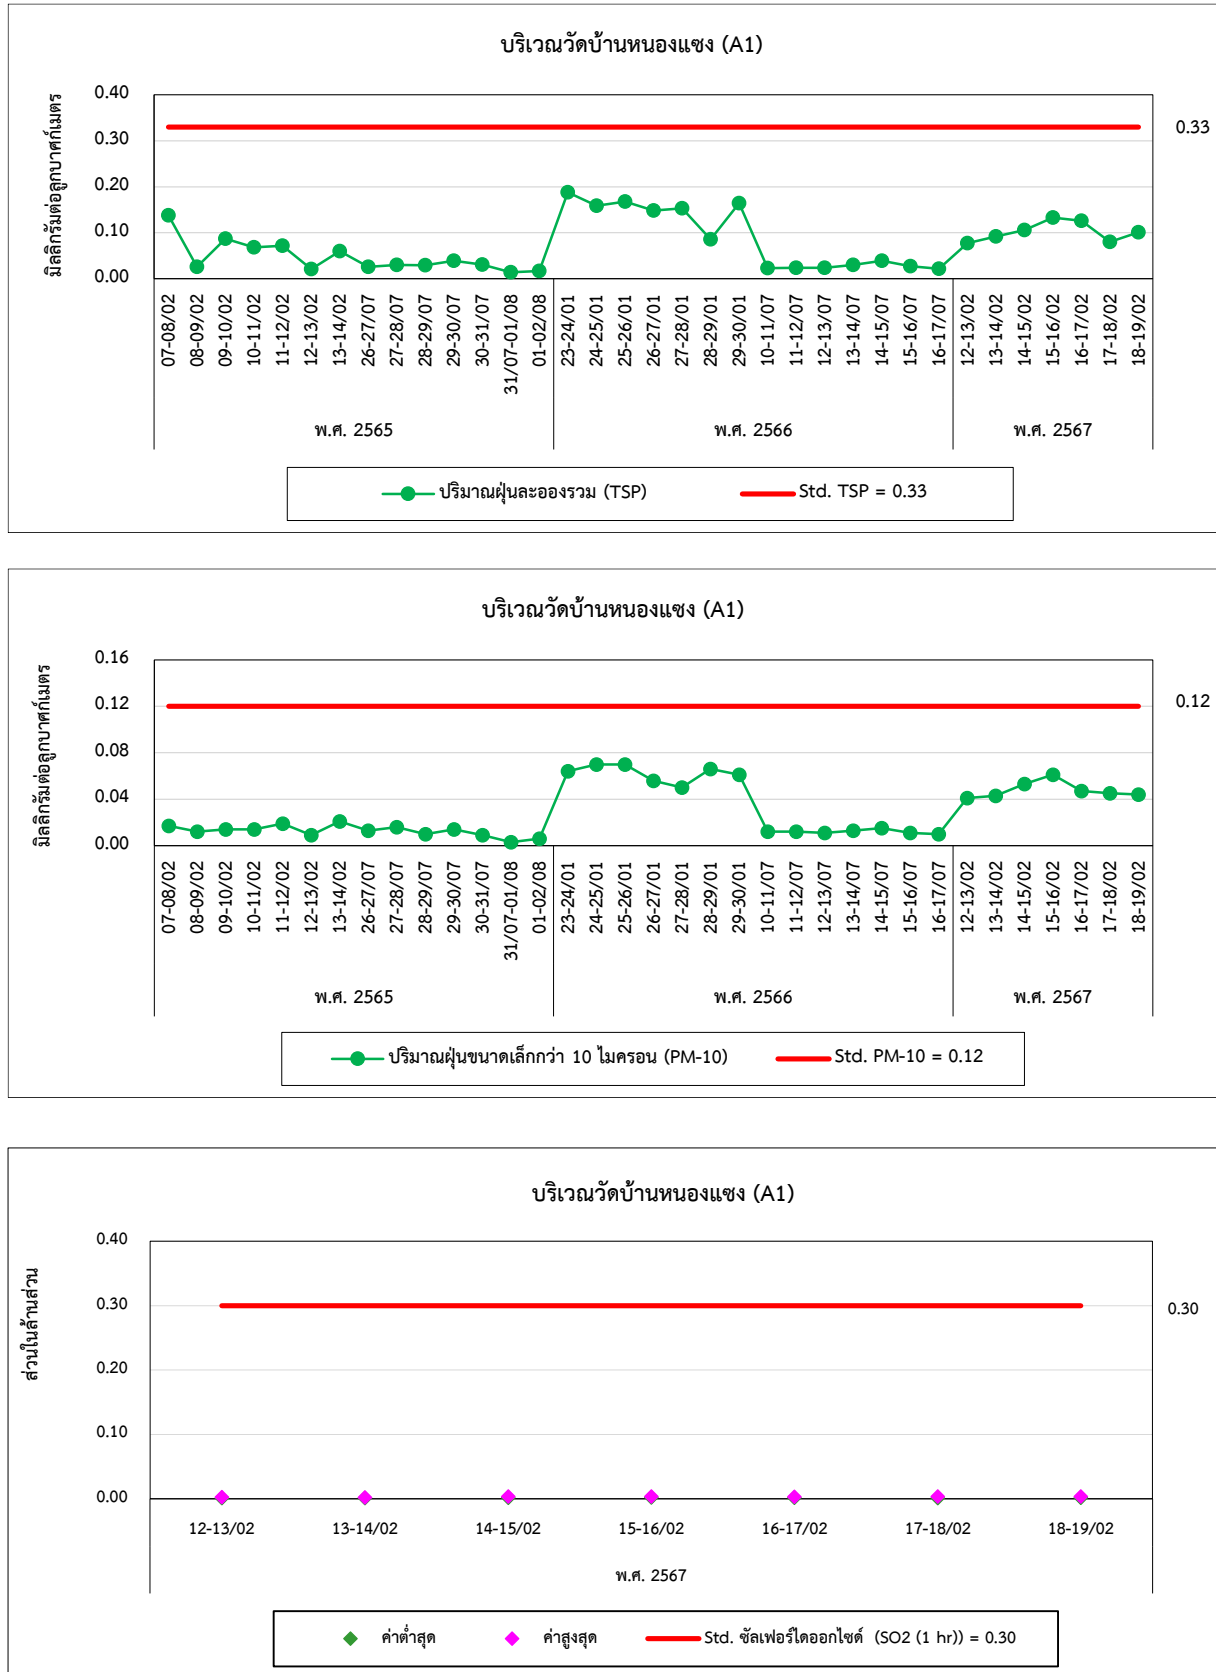 บริเวณวัดบ้านหนองแซง (A1)
มิลลิกรัมต่อลูกบาศก์เมตร
0.40
0.30
0.20
0.10
0.00
0.33
07-08/02 08-09/02 09-10/02 10-11/02 11-12/02 12-13/02 13-14/02 26-27/07 27-28/07 28-29/07 29-30/07 30-31/07 31/07-01/08 01-02/08 23-24/01 24-25/01 25-26/01 26-27/01 27-28/01 28-29/01 29-30/01 10-11/07 11-12/07 12-13/07 13-14/07 14-15/07 15-16/07 16-17/07 12-13/02 13-14/02 14-15/02 15-16/02 16-17/02 17-18/02 18-19/02
พ.ศ. 2565 พ.ศ. 2566 พ.ศ. 2567
ปริมาณฝุ่นละอองรวม (TSP) Std. TSP = 0.33
บริเวณวัดบ้านหนองแซง (A1)
มิลลิกรัมต่อลูกบาศก์เมตร
0.16
0.12
0.08
0.04
0.00
0.12
07-08/02 08-09/02 09-10/02 10-11/02 11-12/02 12-13/02 13-14/02 26-27/07 27-28/07 28-29/07 29-30/07 30-31/07 31/07-01/08 01-02/08 23-24/01 24-25/01 25-26/01 26-27/01 27-28/01 28-29/01 29-30/01 10-11/07 11-12/07 12-13/07 13-14/07 14-15/07 15-16/07 16-17/07 12-13/02 13-14/02 14-15/02 15-16/02 16-17/02 17-18/02 18-19/02
พ.ศ. 2565 พ.ศ. 2566 พ.ศ. 2567
ปริมาณฝุ่นขนาดเล็กกว่า 10 ไมครอน (PM-10) Std. PM-10 = 0.12
บริเวณวัดบ้านหนองแซง (A1)
ส่วนในล้านส่วน
0.40
0.30
0.20
0.10
0.00
0.30
12-13/02 13-14/02 14-15/02 15-16/02 16-17/02 17-18/02 18-19/02
พ.ศ. 2567
ค่าต่ำสุด ค่าสูงสุด Std. ซัลเฟอร์ไดออกไซด์ (SO2 (1 hr)) = 0.30